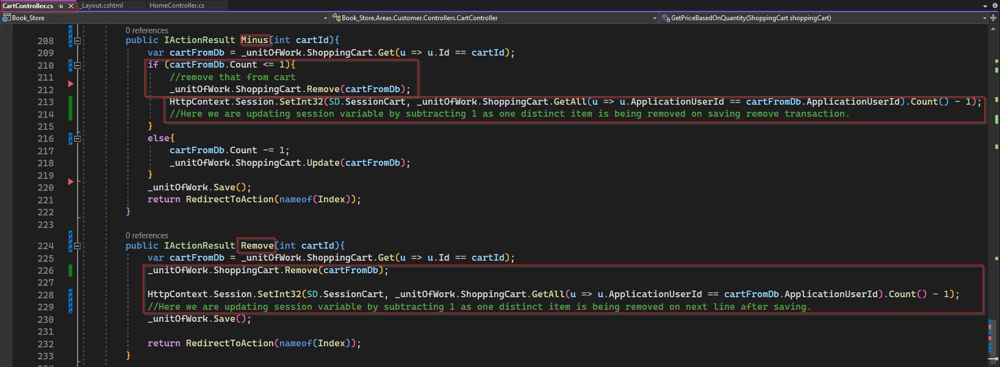 CartController.cs
_Layout.cshtml
HomeController.cs
Book_Store
Book_Store.Areas.Customer.Controllers.CartController
GetPriceBasedOnQuantity(ShoppingCart shoppingCart)
0 references
208 public IActionResult Minus(int cartId){
209 var cartFromDb = _unitOfWork.ShoppingCart.Get(u => u.Id == cartId);
210 if (cartFromDb.Count <= 1){
211 //remove that from cart
212 _unitOfWork.ShoppingCart.Remove(cartFromDb);
213 HttpContext.Session.SetInt32(SD.SessionCart, _unitOfWork.ShoppingCart.GetAll(u => u.ApplicationUserId == cartFromDb.ApplicationUserId).Count() - 1);
214 //Here we are updating session variable by subtracting 1 as one distinct item is being removed on saving remove transaction.
215 }
216 else{
217 cartFromDb.Count -= 1;
218 _unitOfWork.ShoppingCart.Update(cartFromDb);
219 }
220 _unitOfWork.Save();
221 return RedirectToAction(nameof(Index));
222 }
223
0 references
224 public IActionResult Remove(int cartId){
225 var cartFromDb = _unitOfWork.ShoppingCart.Get(u => u.Id == cartId);
226 _unitOfWork.ShoppingCart.Remove(cartFromDb);
227
228 HttpContext.Session.SetInt32(SD.SessionCart, _unitOfWork.ShoppingCart.GetAll(u => u.ApplicationUserId == cartFromDb.ApplicationUserId).Count() - 1);
229 //Here we are updating session variable by subtracting 1 as one distinct item is being removed on next line after saving.
230 _unitOfWork.Save();
231
232 return RedirectToAction(nameof(Index));
233 }